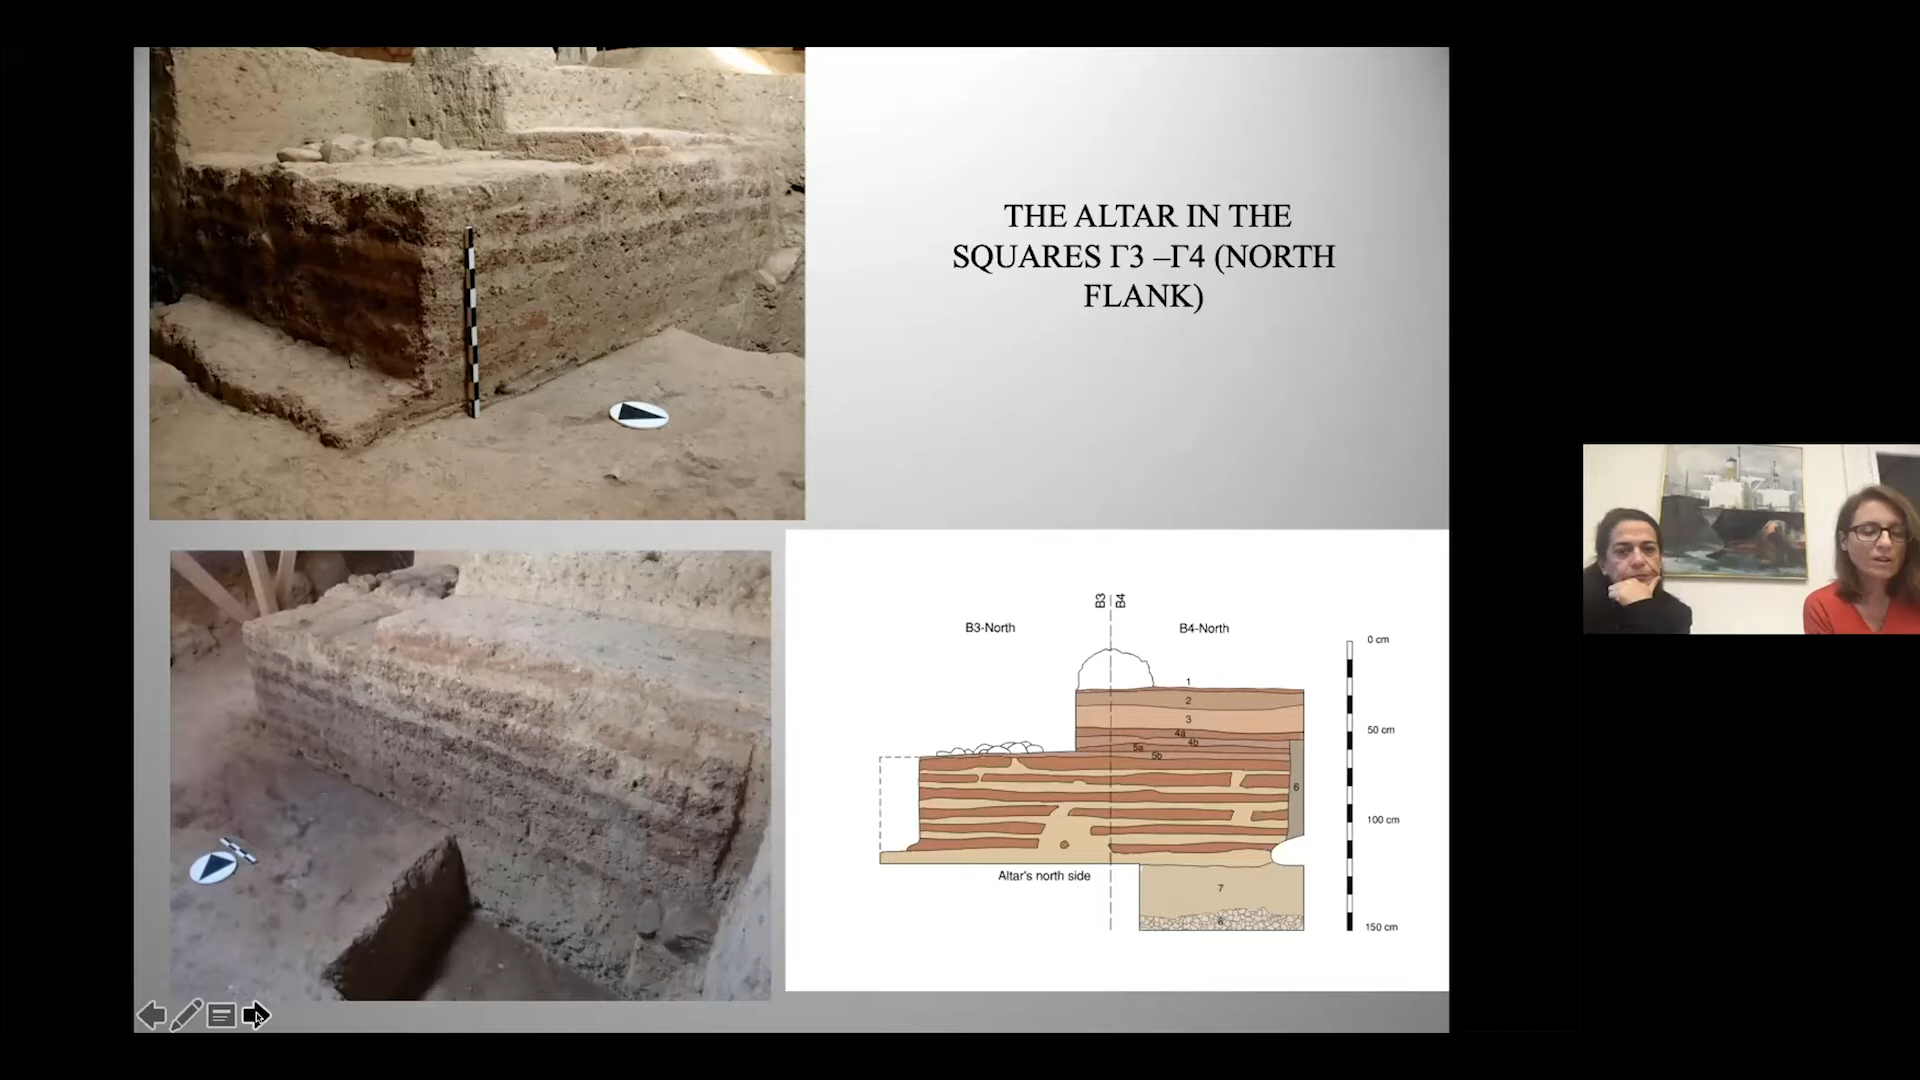 THE ALTAR IN THE
SQUARES Γ3 –Γ4 (NORTH
FLANK)
B3 B4
B3-North
B4-North
0 cm
1
2
3
4a
4b
5a
5b
50 cm
6
100 cm
Altar's north side
7
8
150 cm